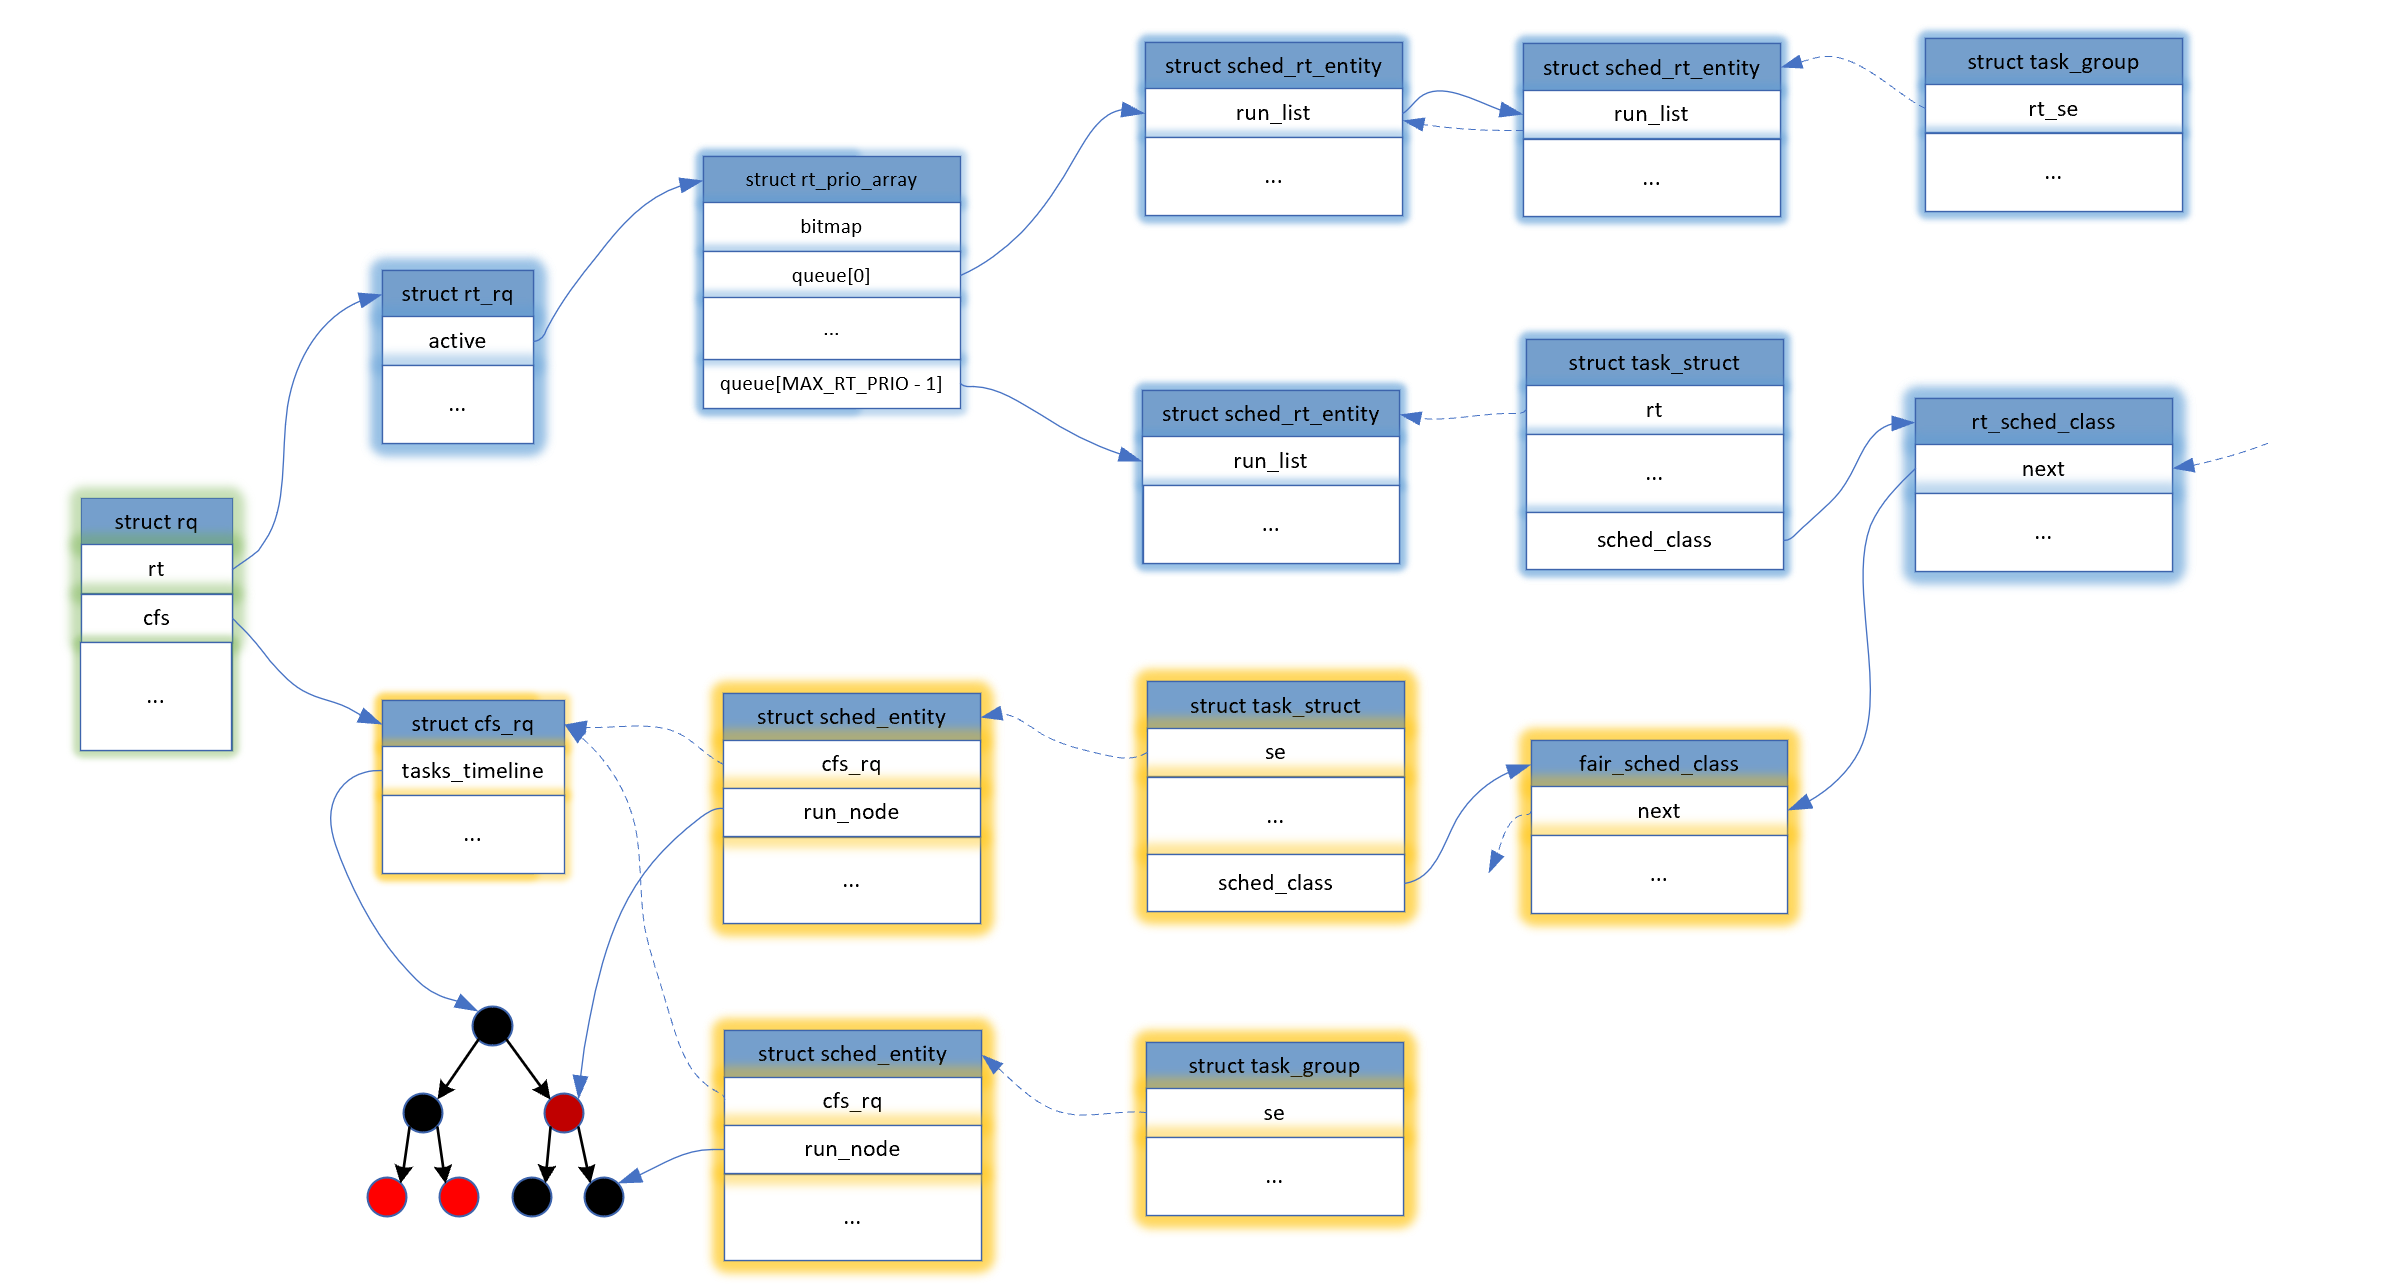 struct sched_rt_entity
run_list
...
struct sched_rt_entity
run_list
...
struct task_group
rt_se
...
struct rt_prio_array
bitmap
queue[0]
...
queue[MAX_RT_PRIO - 1]
struct rt_rq
active
...
struct sched_rt_entity
run_list
...
struct task_struct
rt
...
sched_class
rt_sched_class
next
...
struct rq
rt
cfs
...
struct cfs_rq
tasks_timeline
...
struct sched_entity
cfs_rq
run_node
...
struct task_struct
se
...
sched_class
fair_sched_class
next
...
struct sched_entity
cfs_rq
run_node
...
struct task_group
se
...